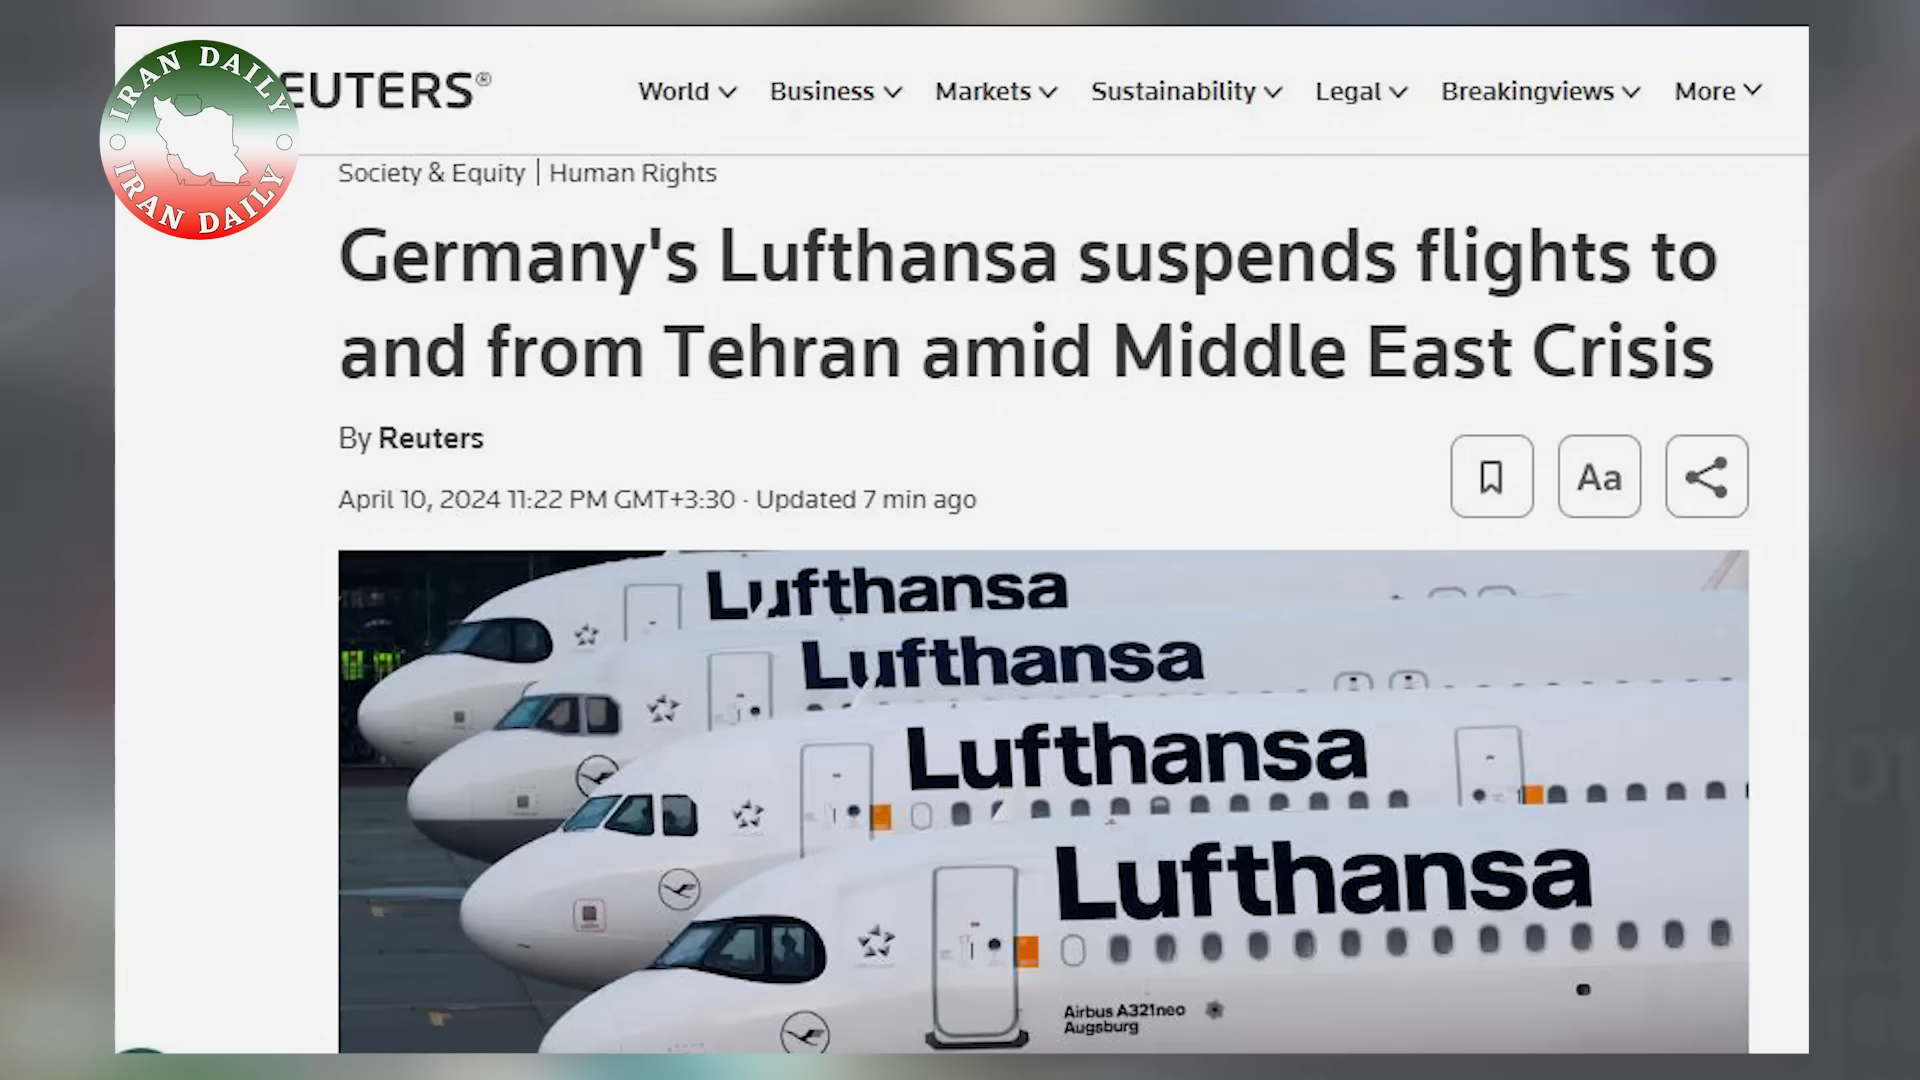 IRAN DAILY
IRAN DAILY
EUTERS®
World Business Markets Sustainability Legal Breakingviews More
Society & Equity | Human Rights
Germany's Lufthansa suspends flights to
and from Tehran amid Middle East Crisis
By Reuters
April 10, 2024 11:22 PM GMT+3:30 · Updated 7 min ago
Aa
Lufthansa
Lufthansa
Lufthansa
Lufthansa
Airbus A321neo
Augsburg